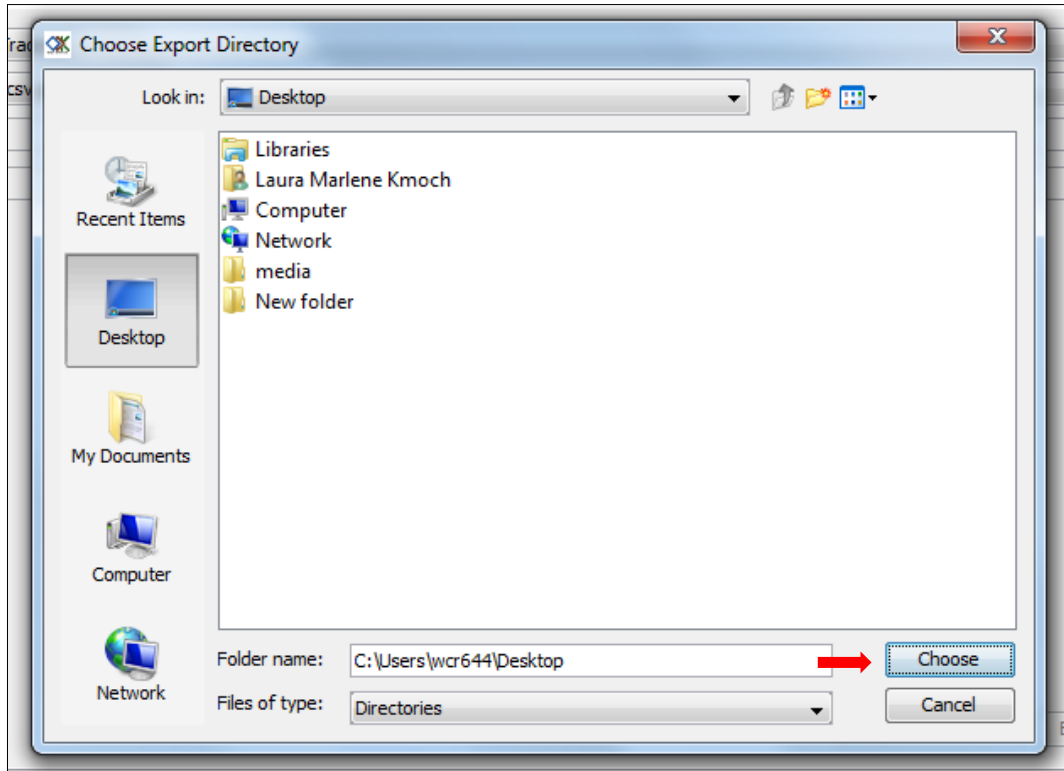 Choose Export Directory
Look in:
Desktop
Libraries
Laura Marlene Kmoch
Computer
Network
media
New folder
Recent Items
Desktop
My Documents
Computer
Network
Folder name:
C:\Users\wcr644\Desktop
Choose
Files of type:
Directories
Cancel
csv